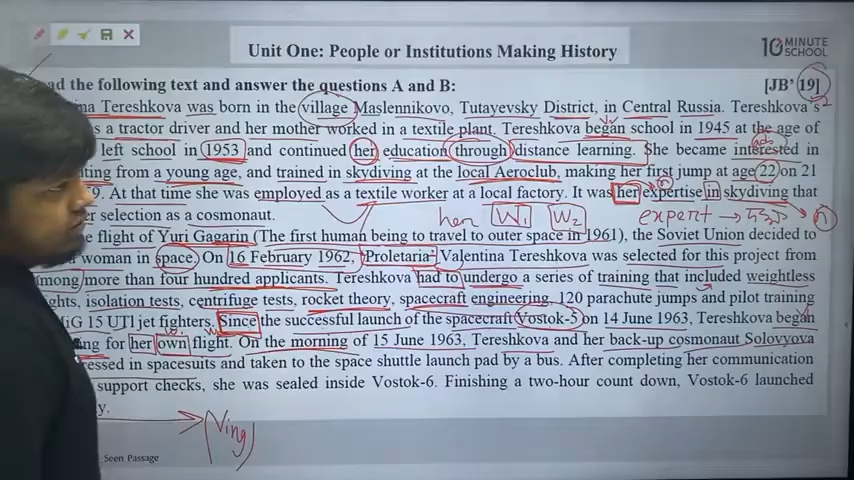 Unit One: People or Institutions Making History
10 MINUTE SCHOOL
ad the following text and answer the questions A and B: [JB' 19]
na Tereshkova was born in the village Maslennikovo, Tutayevsky District, in Central Russia. Tereshkova's
s a tractor driver and her mother worked in a textile plant. Tereshkova began school in 1945 at the age of
left school in 1953 and continued her education through distance learning. She became interested in
ting from a young age, and trained in skydiving at the local Aeroclub, making her first jump at age 22 on 21
9. At that time she was employed as a textile worker at a local factory. It was her expertise in skydiving that
er selection as a cosmonaut.
her W1 W2 expert → n
e flight of Yuri Gagarin (The first human being to travel to outer space in 1961), the Soviet Union decided to
a woman in space. On 16 February 1962, 'Proletaria' Valentina Tereshkova was selected for this project from
mong more than four hundred applicants. Tereshkova had to undergo a series of training that included weightless
ghts, isolation tests, centrifuge tests, rocket theory, spacecraft engineering, 120 parachute jumps and pilot training
MiG 15 UTI jet fighters. Since the successful launch of the spacecraft Vostok-5 on 14 June 1963, Tereshkova began
ng for her own flight. On the morning of 15 June 1963, Tereshkova and her back-up cosmonaut Solovyova
ressed in spacesuits and taken to the space shuttle launch pad by a bus. After completing her communication
support checks, she was sealed inside Vostok-6. Finishing a two-hour count down, Vostok-6 launched
y.
Ving
Seen Passage